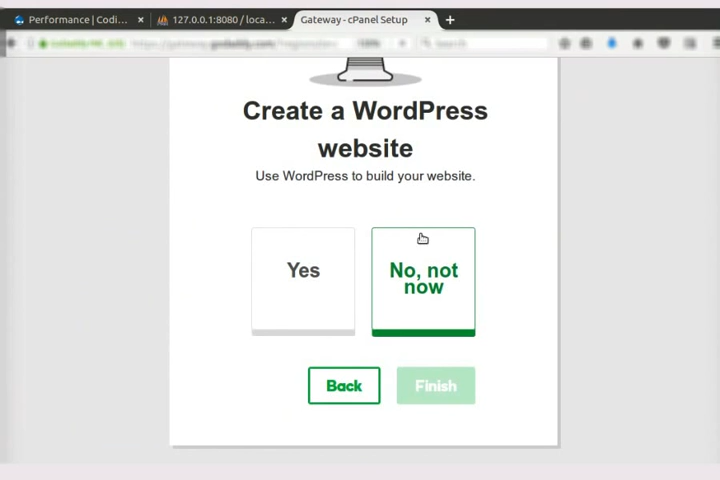 Performance | Codi...
127.0.0.1:8080 / loca...
Gateway - cPanel Setup
Search
Create a WordPress
website
Use WordPress to build your website.
Yes
No, not
now
Back
Finish